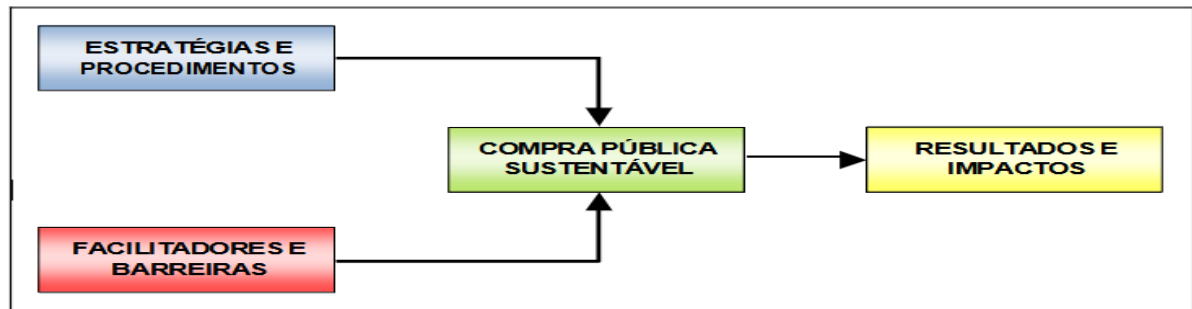 ESTRATÉGIAS E
PROCEDIMENTOS
COMPRA PÚBLICA
SUSTENTÁVEL
RESULTADOS E
IMPACTOS
FACILITADORES E
BARREIRAS